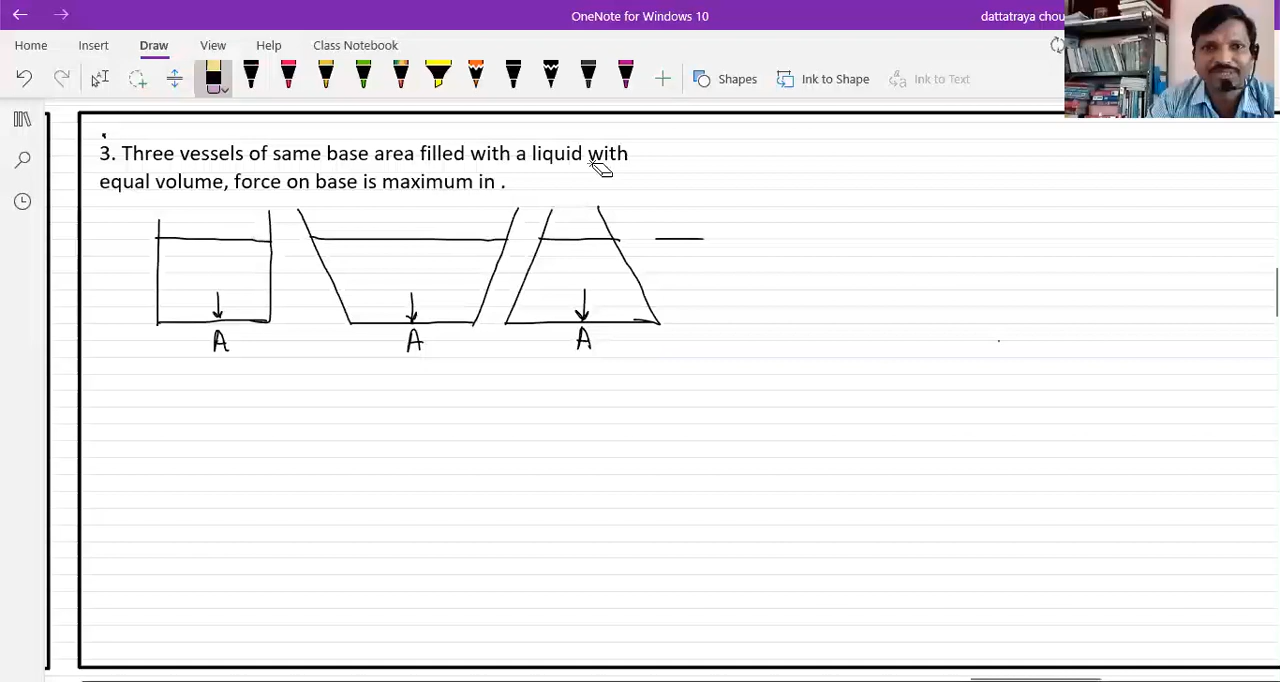 OneNote for Windows 10
dattatraya chou
Home Insert Draw View Help Class Notebook
Shapes Ink to Shape Ink to Text
3. Three vessels of same base area filled with a liquid with
equal volume, force on base is maximum in .
A A A